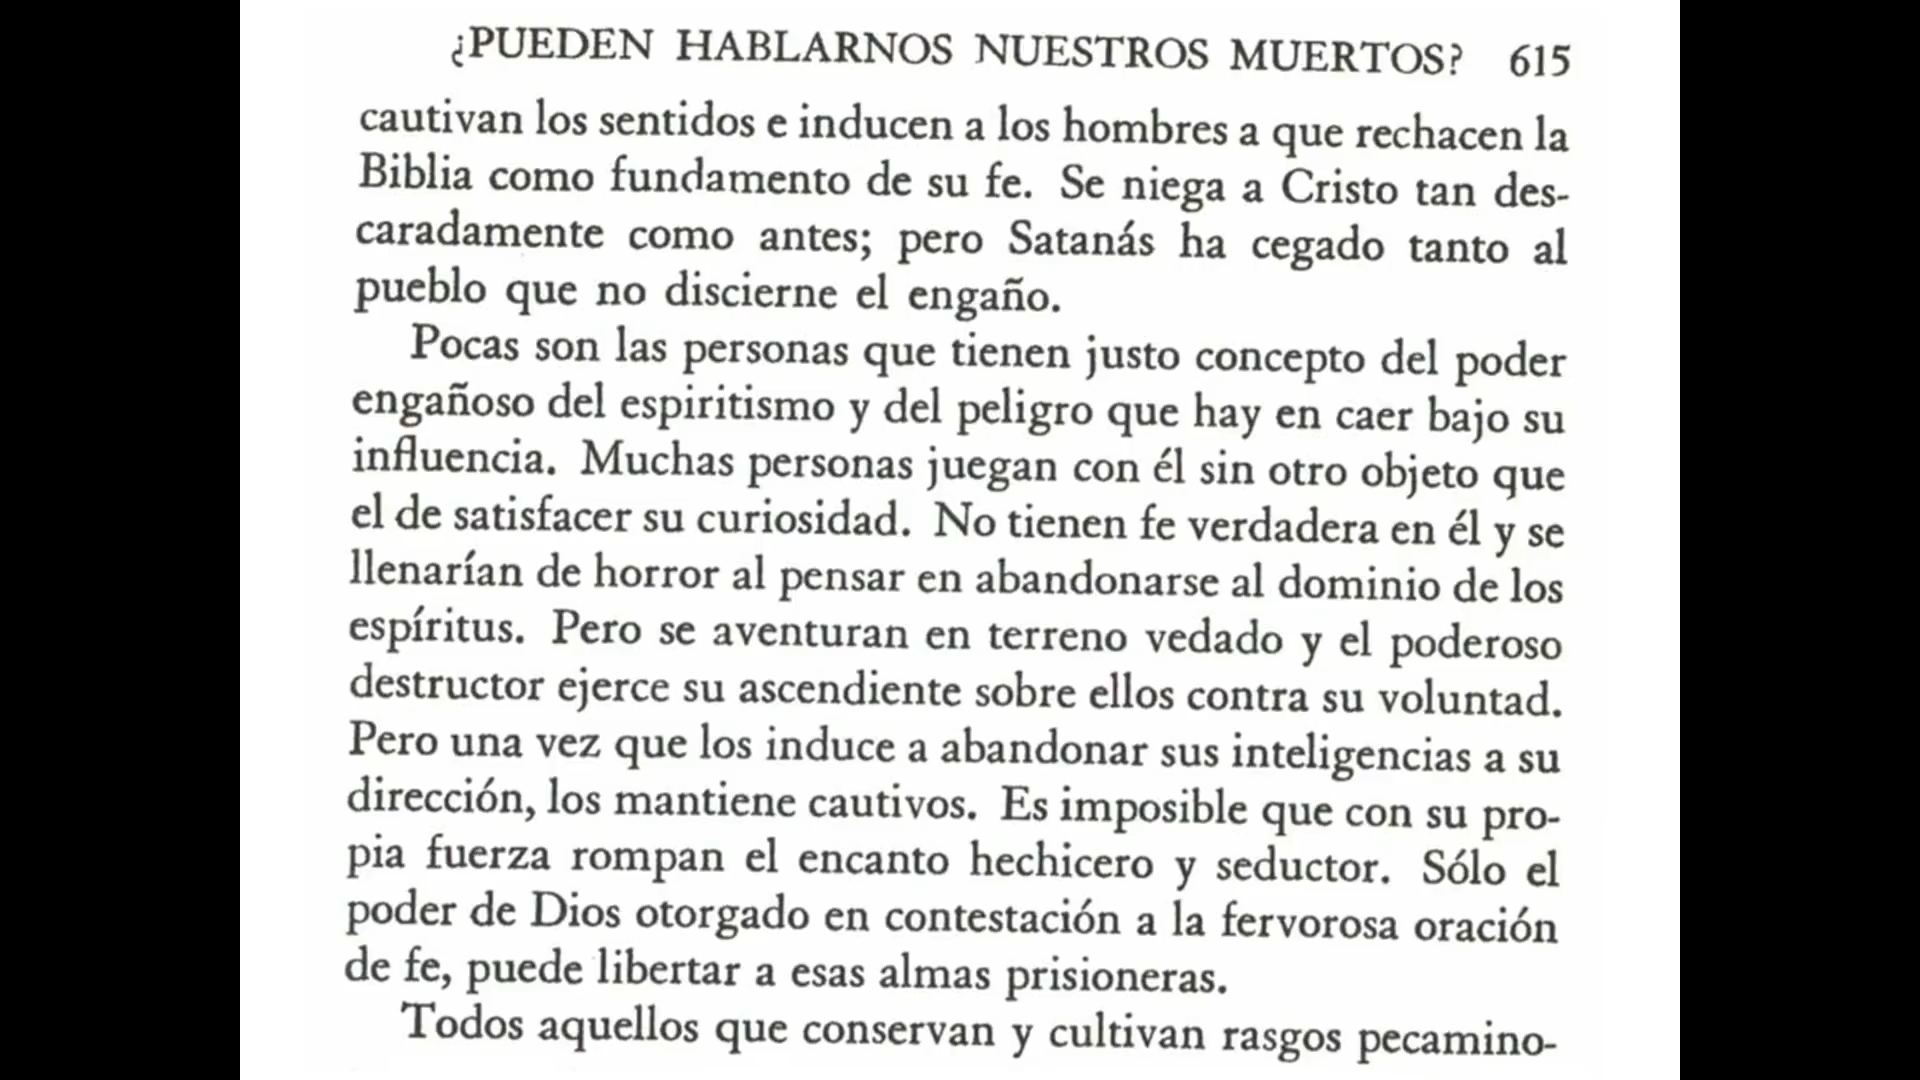 ¿PUEDEN HABLARNOS NUESTROS MUERTOS? 615
cautivan los sentidos e inducen a los hombres a que rechacen la
Biblia como fundamento de su fe. Se niega a Cristo tan des-
caradamente como antes; pero Satanás ha cegado tanto al
pueblo que no discierne el engaño.
Pocas son las personas que tienen justo concepto del poder
engañoso del espiritismo y del peligro que hay en caer bajo su
influencia. Muchas personas juegan con él sin otro objeto que
el de satisfacer su curiosidad. No tienen fe verdadera en él y se
llenarían de horror al pensar en abandonarse al dominio de los
espíritus. Pero se aventuran en terreno vedado y el poderoso
destructor ejerce su ascendiente sobre ellos contra su voluntad.
Pero una vez que los induce a abandonar sus inteligencias a su
dirección, los mantiene cautivos. Es imposible que con su pro-
pia fuerza rompan el encanto hechicero y seductor. Sólo el
poder de Dios otorgado en contestación a la fervorosa oración
de fe, puede libertar a esas almas prisioneras.
Todos aquellos que conservan y cultivan rasgos pecamino-